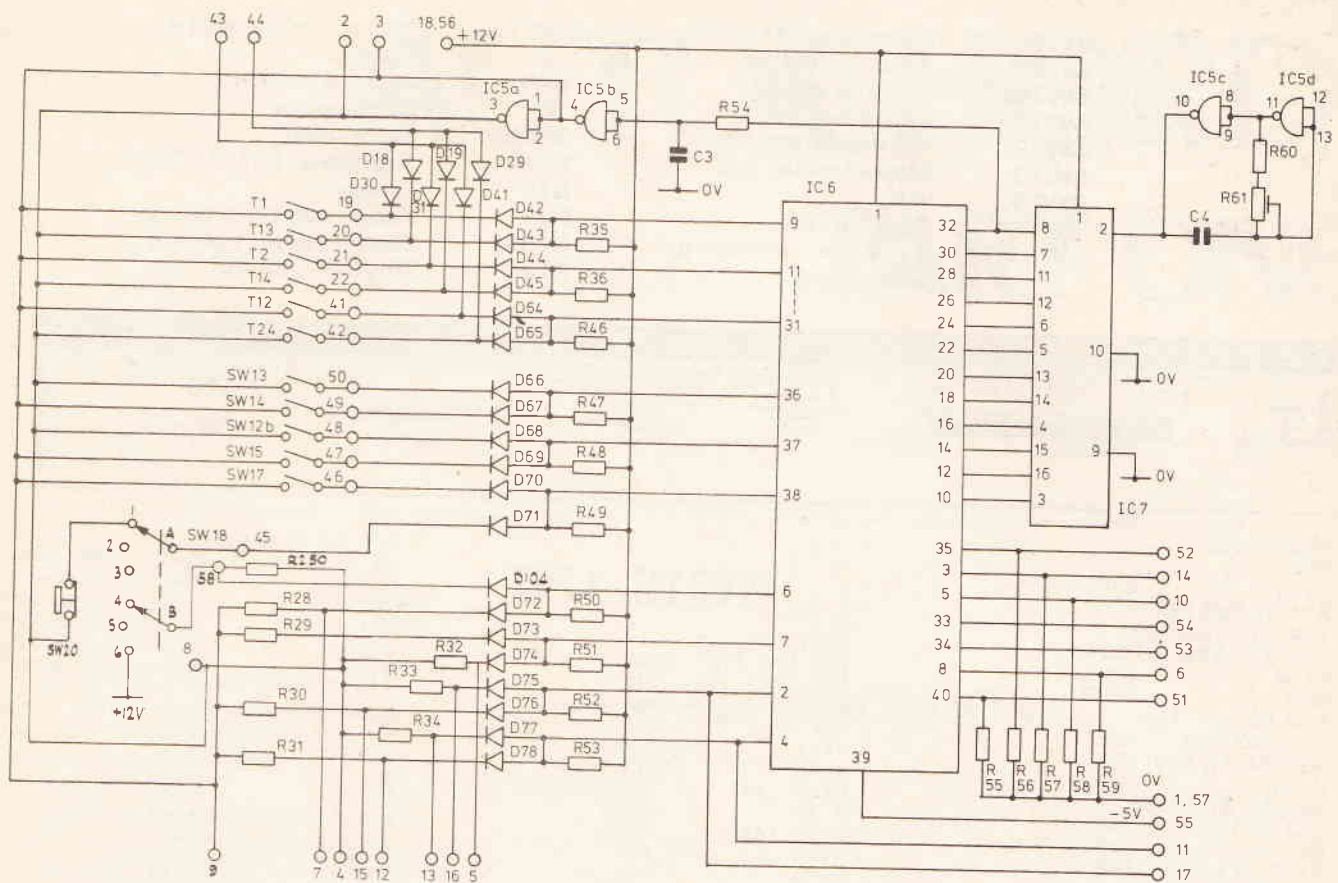 43 44 2 3 18,56
+12V
IC5a IC5b
3 1 2 4 5 6
R54
C3
0V
IC5c IC5d
10 8 9 11 12 13
R60
R61
C4
D18 D19 D29
D30 D31 D41
IC6
1
1
T1 19 D42 9
T13 20 D43 R35
T2 21 D44 11
T14 22 D45 R36
T12 41 D64 31
T24 42 D65 R46
SW13 50 D66 36
SW14 49 D67 R47
SW12b 48 D68 37
SW15 47 D69 R48
SW17 46 D70 38
D71 R49
1 A SW18 45
2
3
4 B
5
6
+12V
SW20
58 R150
8
D104 6
R28 D72 R50
R29 D73 7
R32 D74 R51
R33 D75 2
R30 D76 R52
R34 D77 4
R31 D78 R53
39
32 8 2
30 7
28 11
26 12
24 6
22 5
20 13 10 0V
18 14
16 4
14 15 9 0V
12 16
10 3
IC7
35 52
3 14
5 10
33 54
34 53
8 6
40 51
R55 R56 R57 R58 R59
0V 1,57
-5V 55
11
17
9 7 4 15 12 13 16 5